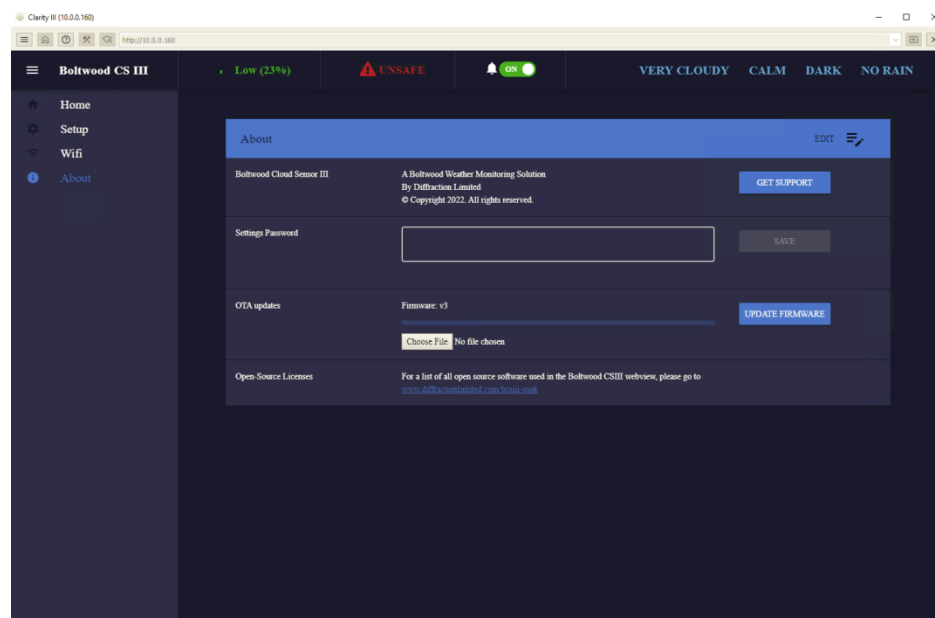 Clarity III (10.0.0.160)
http://10.0.0.160
Boltwood CS III
Low (23%)
UNSAFE
ON
VERY CLOUDY CALM DARK NO RAIN
Home
Setup
Wifi
About
About
EDIT
Boltwood Cloud Sensor III
A Boltwood Weather Monitoring Solution
By Diffraction Limited
© Copyright 2022. All rights reserved.
GET SUPPORT
Settings Password
SAVE
OTA updates
Firmware: v3
UPDATE FIRMWARE
Choose File No file chosen
Open-Source Licenses
For a list of all open source software used in the Boltwood CSIII webview, please go to